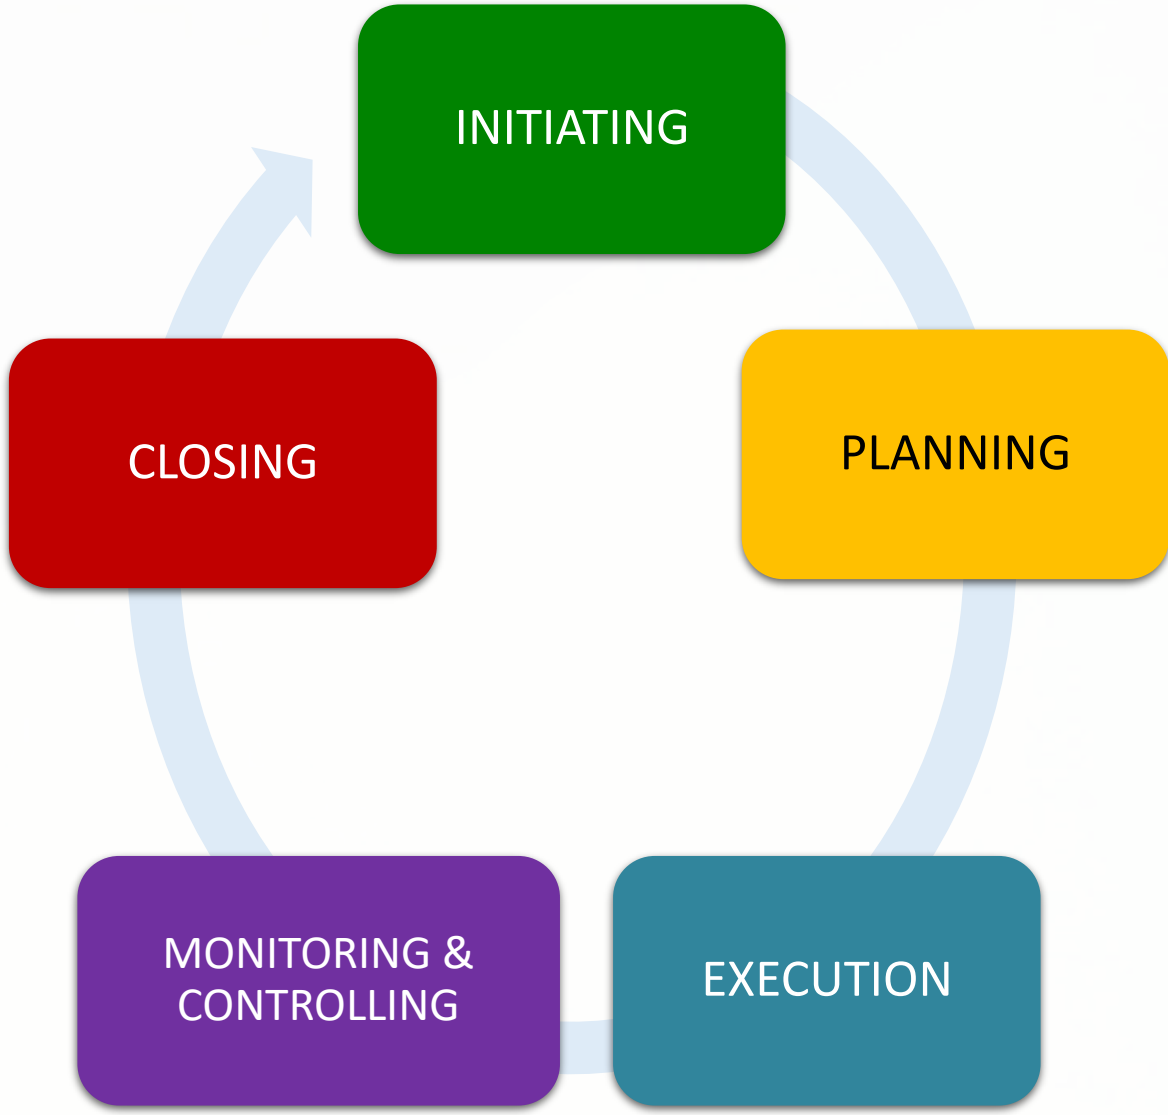 INITIATING
PLANNING
EXECUTION
MONITORING &
CONTROLLING
CLOSING